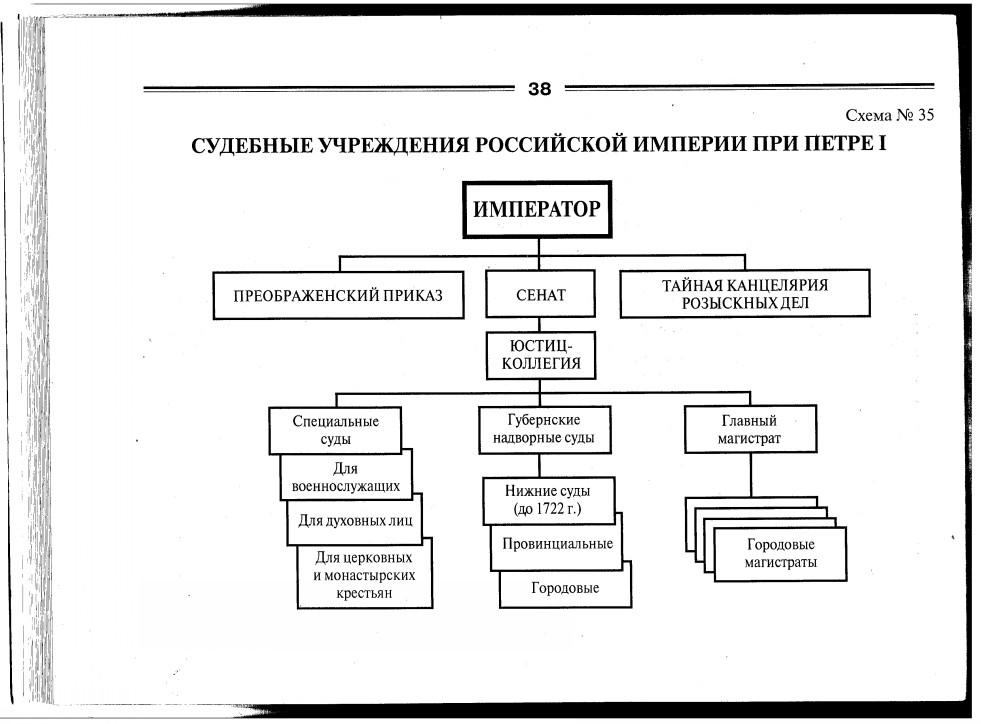 38
Схема № 35
СУДЕБНЫЕ УЧРЕЖДЕНИЯ РОССИЙСКОЙ ИМПЕРИИ ПРИ ПЕТРЕ I
ИМПЕРАТОР
ПРЕОБРАЖЕНСКИЙ ПРИКАЗ
СЕНАТ
ТАЙНАЯ КАНЦЕЛЯРИЯ
РОЗЫСКНЫХ ДЕЛ
ЮСТИЦ-
КОЛЛЕГИЯ
Специальные
суды
Для
военнослужащих
Для духовных лиц
Для церковных
и монастырских
крестьян
Губернские
надворные суды
Нижние суды
(до 1722 г.)
Провинциальные
Городовые
Главный
магистрат
Городовые
магистраты